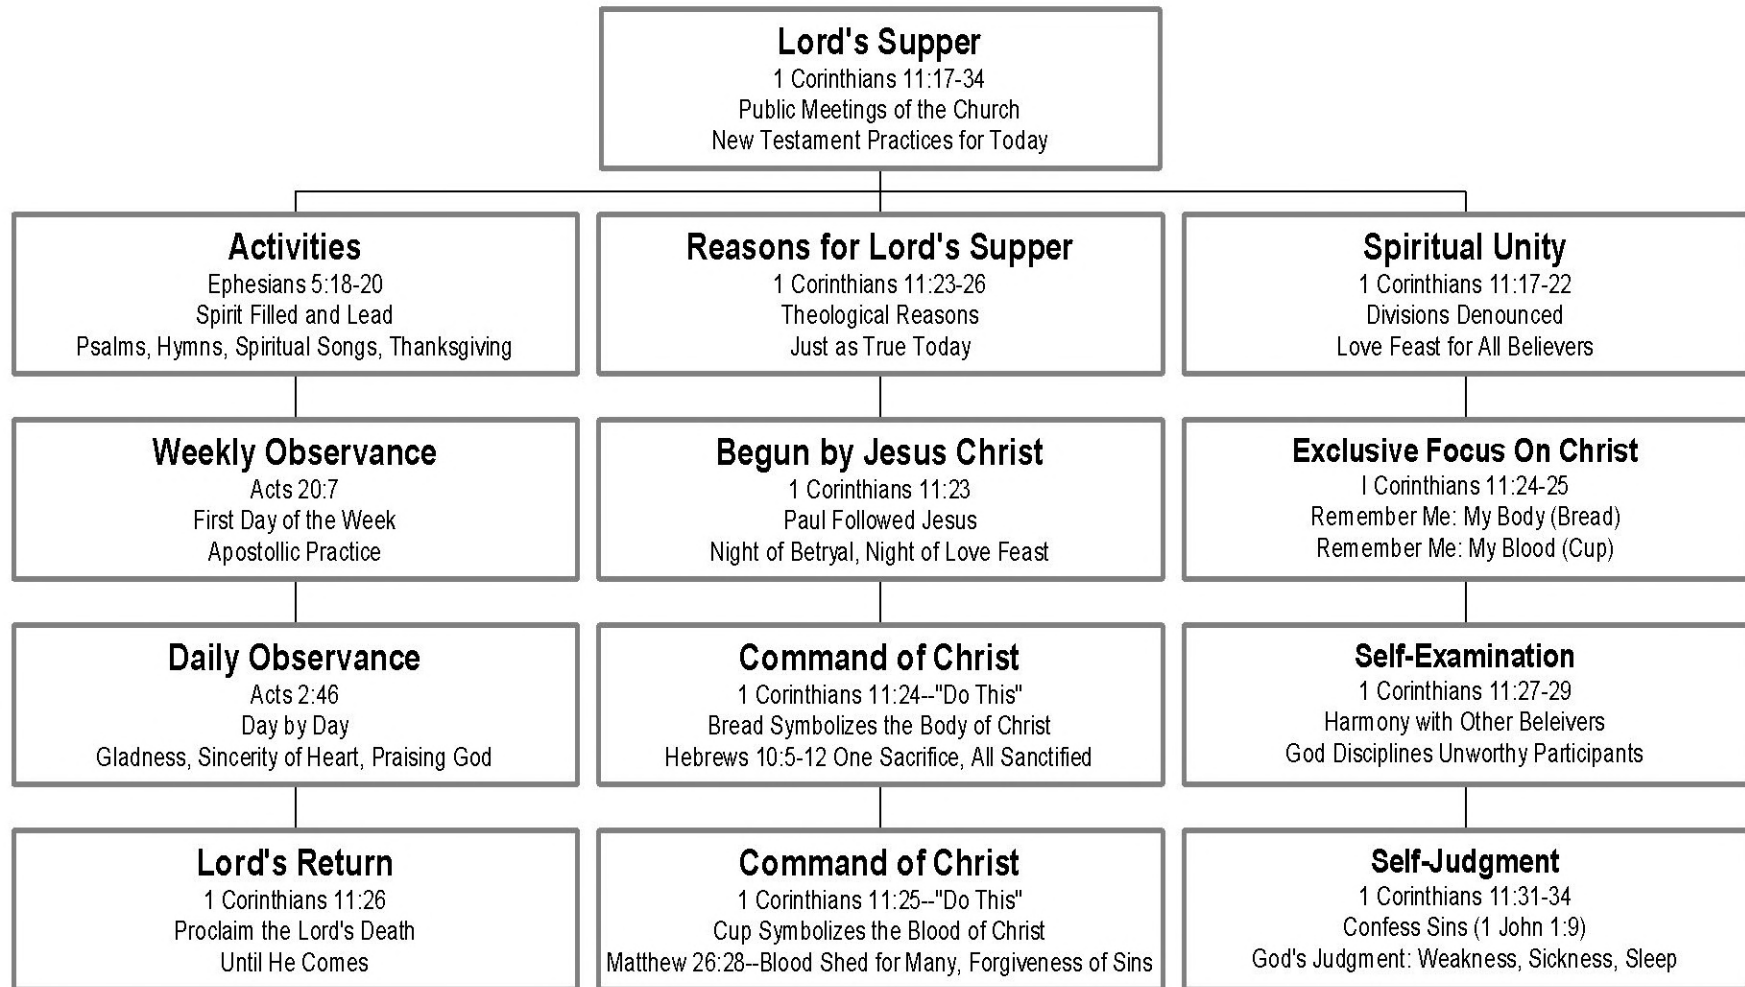 Lord's Supper
1 Corinthians 11:17-34
Public Meetings of the Church
New Testament Practices for Today
Activities
Ephesians 5:18-20
Spirit Filled and Lead
Psalms, Hymns, Spiritual Songs, Thanksgiving
Reasons for Lord's Supper
1 Corinthians 11:23-26
Theological Reasons
Just as True Today
Spiritual Unity
1 Corinthians 11:17-22
Divisions Denounced
Love Feast for All Believers
Weekly Observance
Acts 20:7
First Day of the Week
Apostollic Practice
Begun by Jesus Christ
1 Corinthians 11:23
Paul Followed Jesus
Night of Betryal, Night of Love Feast
Exclusive Focus On Christ
I Corinthians 11:24-25
Remember Me: My Body (Bread)
Remember Me: My Blood (Cup)
Daily Observance
Acts 2:46
Day by Day
Gladness, Sincerity of Heart, Praising God
Command of Christ
1 Corinthians 11:24--"Do This"
Bread Symbolizes the Body of Christ
Hebrews 10:5-12 One Sacrifice, All Sanctified
Self-Examination
1 Corinthians 11:27-29
Harmony with Other Beleivers
God Disciplines Unworthy Participants
Lord's Return
1 Corinthians 11:26
Proclaim the Lord's Death
Until He Comes
Command of Christ
1 Corinthians 11:25--"Do This"
Cup Symbolizes the Blood of Christ
Matthew 26:28--Blood Shed for Many, Forgiveness of Sins
Self-Judgment
1 Corinthians 11:31-34
Confess Sins (1 John 1:9)
God's Judgment: Weakness, Sickness, Sleep